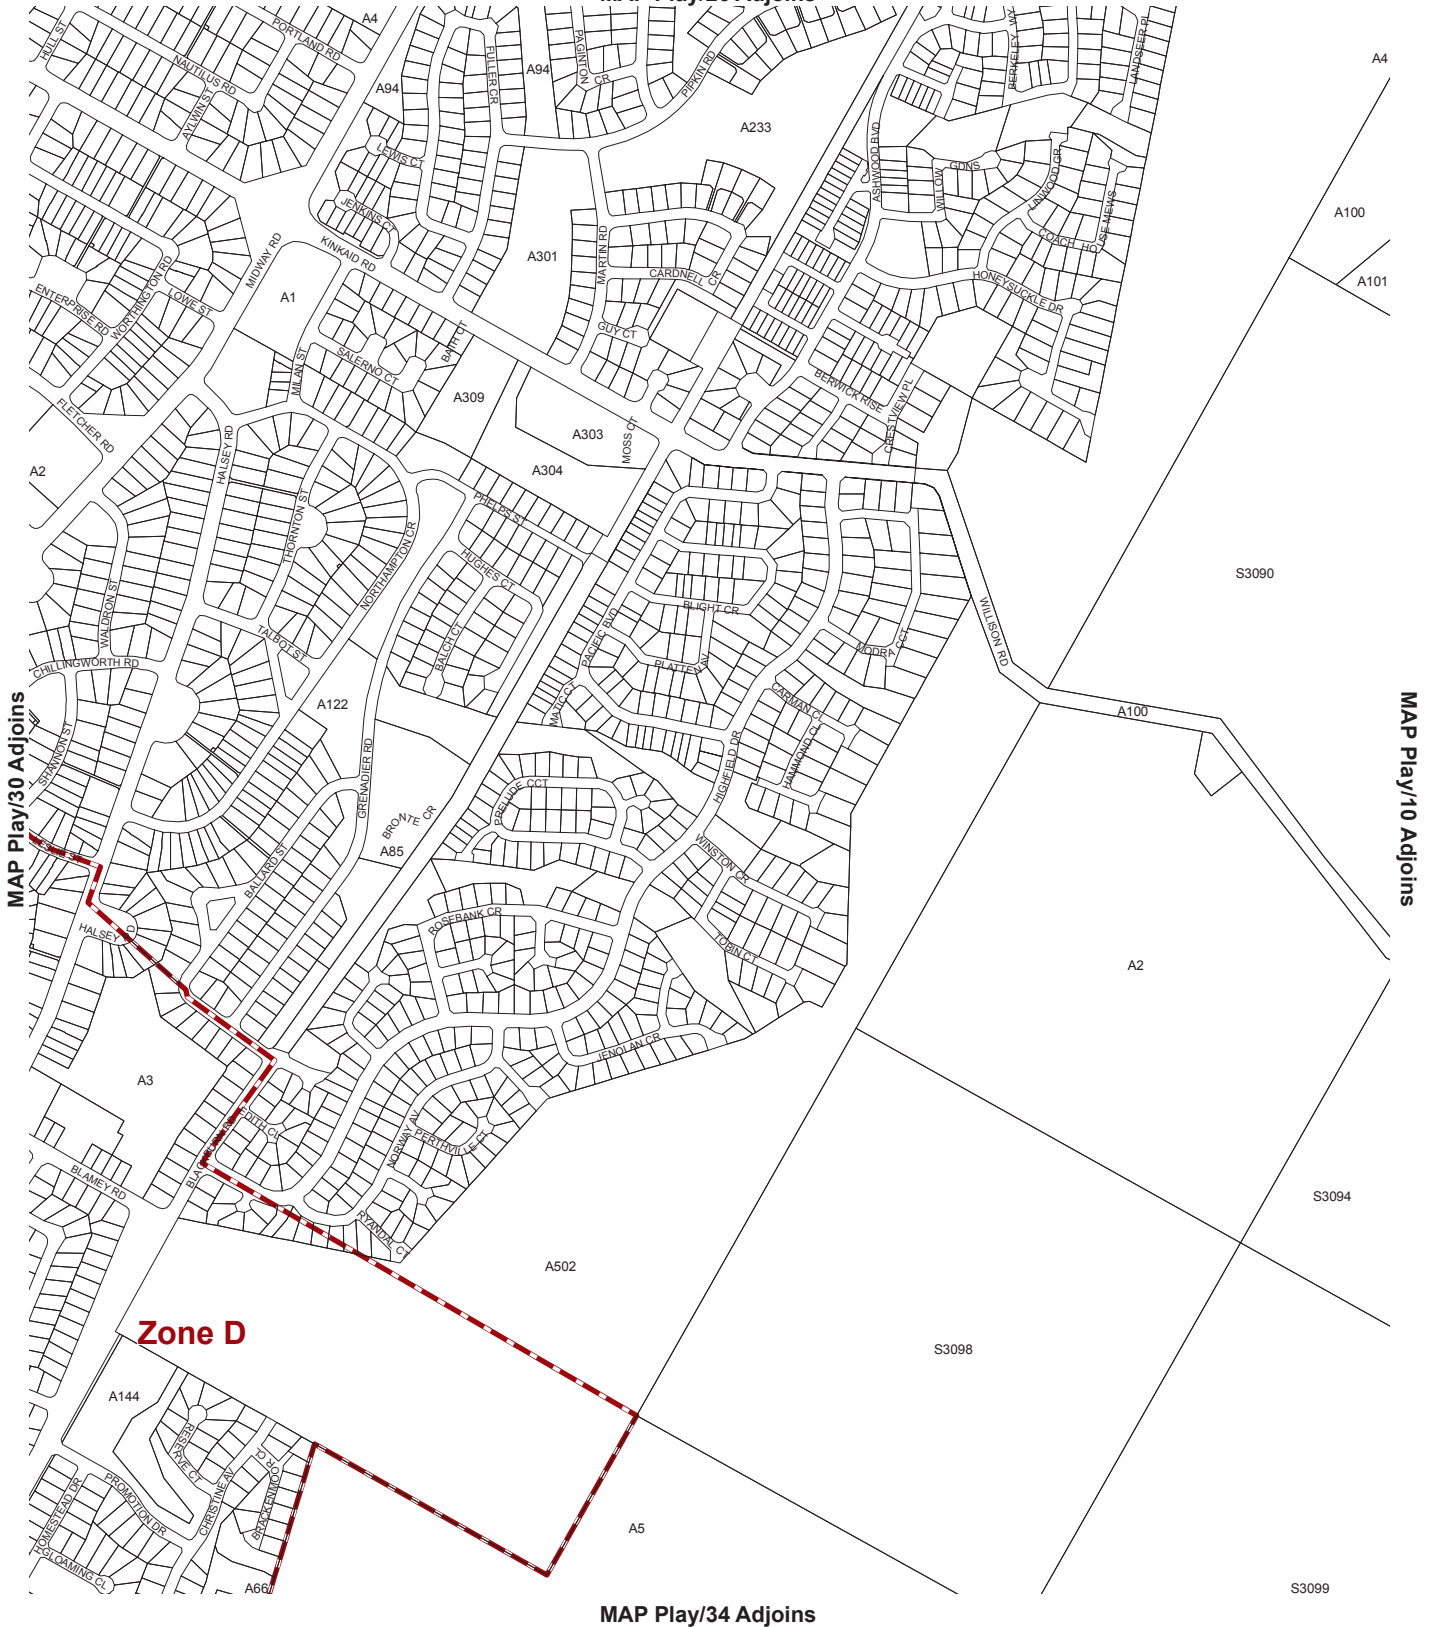 A4
PORTLAND RD
HULL ST
NAUTILUS RD
AYLWIN ST
A94
FULLER CR
A94
PAGINTON
CR
PIPKIN RD
BERKELEY
LANDSEER PL
A4
A233
LEWIS CT
ASHWOOD BVD
WILLOW
GDNS
LINWOOD GR
COACH HOUSE MEWS
A100
JENKINS CT
KINKAID RD
MIDWAY RD
A301
MARTIN RD
CARDNELL
CR
HONEYSUCKLE DR
A101
A1
ENTERPRISE RD
WORTHINGTON RD
LOWE ST
GUY CT
BATH CT
SALERNO CT
MILAN ST
BERWICK RISE
CRESTVIEW PL
A309
FLETCHER RD
HALSEY RD
A303
MOSS CT
A2
A304
PHELPS ST
THORNTON ST
NORTHAMPTON CR
HUGHES CT
S3090
WALDRON ST
BLIGHT CR
WILLISON RD
TALBOT ST
BALCH CT
PACIFIC BVD
MODRA CCT
CHILLINGWORTH RD
PLATTEN AV
A122
MATIC CT
CARMAN CL
A100
MAP Play/30 Adjoins
MAP Play/10 Adjoins
SHANNON ST
GRENADIER RD
HIGHFIELD DR
HAMMOND CL
PRELUDE CCT
BRONTE CR
A85
WINSTON CR
BALLARD ST
HALSEY
ROSEBANK CR
TOBIN CT
A2
JENOLAN CR
A3
BLACKBURN RD
EDITH CL
NORWAY AV
PERTHVILLE CT
BLAMEY RD
S3094
RYANDAL CT
A502
Zone D
S3098
A144
RESERVE CT
CHRISTINE AV
BRACKENMOOR CL
PROMOTION DR
HOMESTEAD DR
GLOAMING CL
A5
A66
S3099
MAP Play/34 Adjoins